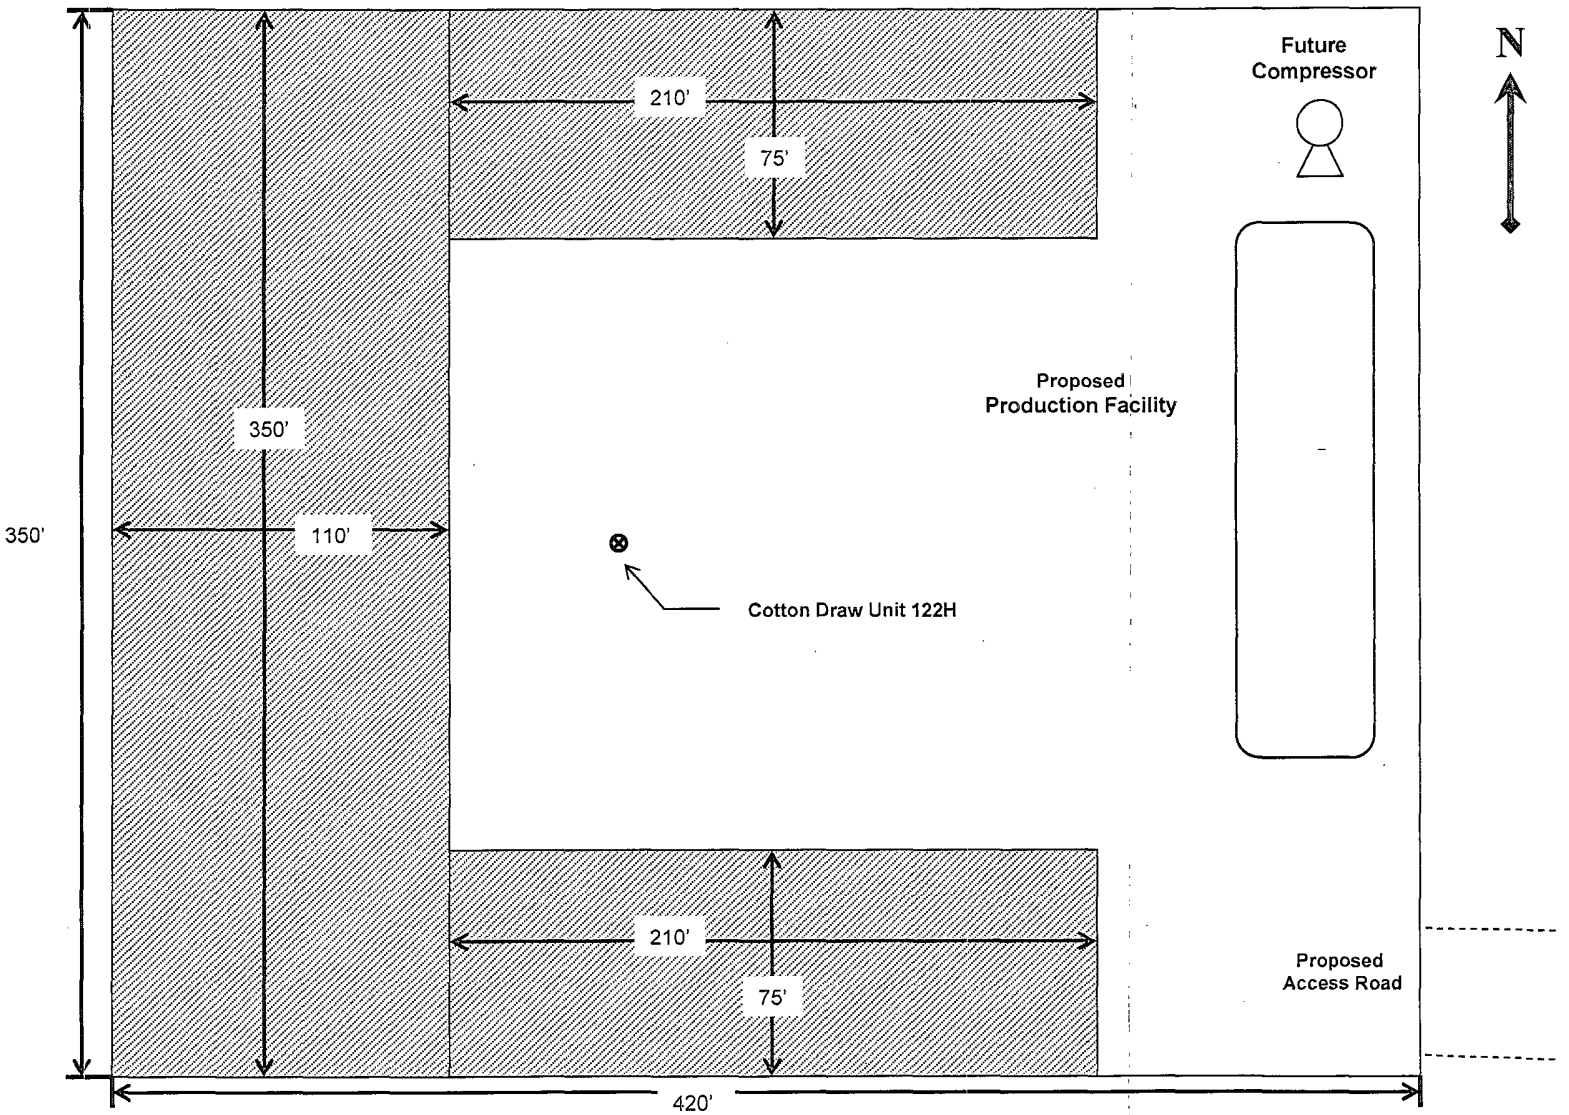 Future
Compressor
N
210'
75'
Proposed
Production Facility
350'
350'
110'
Cotton Draw Unit 122H
210'
75'
Proposed
Access Road
420'